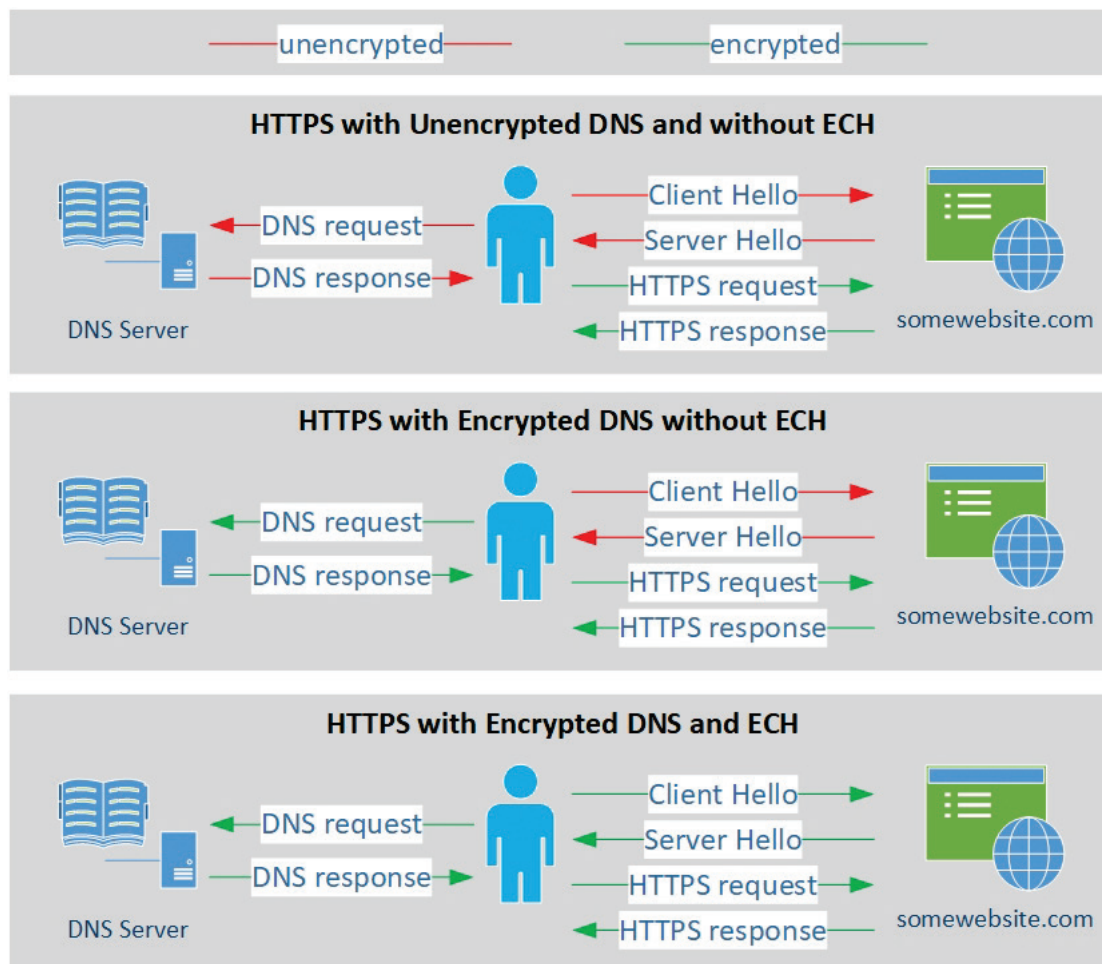 unencrypted
encrypted
HTTPS with Unencrypted DNS and without ECH
DNS request
DNS response
DNS Server
Client Hello
Server Hello
HTTPS request
HTTPS response
somewebsite.com
HTTPS with Encrypted DNS without ECH
DNS request
DNS response
DNS Server
Client Hello
Server Hello
HTTPS request
HTTPS response
somewebsite.com
HTTPS with Encrypted DNS and ECH
DNS request
DNS response
DNS Server
Client Hello
Server Hello
HTTPS request
HTTPS response
somewebsite.com